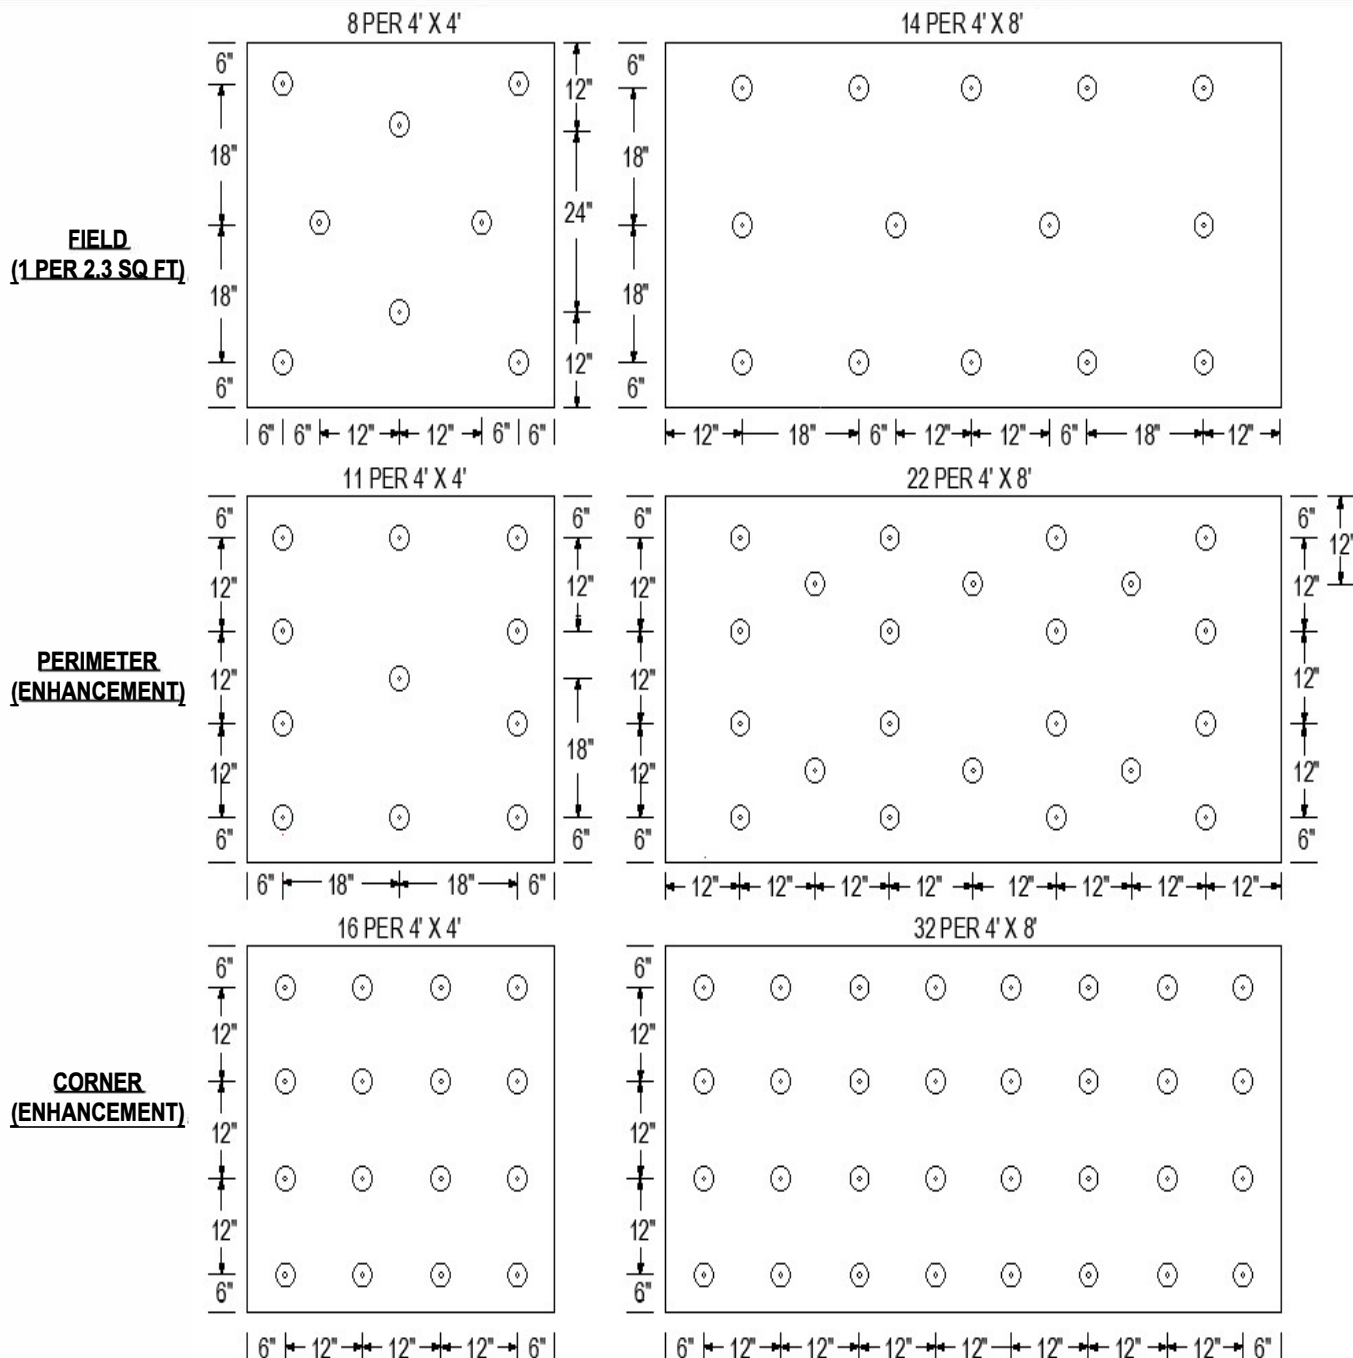 8 PER 4' X 4'
14 PER 4' X 8'
FIELD
(1 PER 2.3 SQ FT)
6"
18"
18"
6"
12"
24"
12"
6" 6" 12" 12" 6" 6"
6"
18"
18"
6"
12" 18" 6" 12" 12" 6" 18" 12"
11 PER 4' X 4'
22 PER 4' X 8'
PERIMETER
(ENHANCEMENT)
6"
12"
12"
12"
6"
6"
12"
18"
6"
6" 18" 18" 6"
6"
12"
12"
12"
6"
6"
12"
12"
12"
6"
12"
12" 12" 12" 12" 12" 12" 12" 12"
16 PER 4' X 4'
32 PER 4' X 8'
CORNER
(ENHANCEMENT)
6"
12"
12"
12"
6"
6" 12" 12" 12" 6"
6"
12"
12"
12"
6"
6" 12" 12" 12" 12" 12" 12" 12" 6"